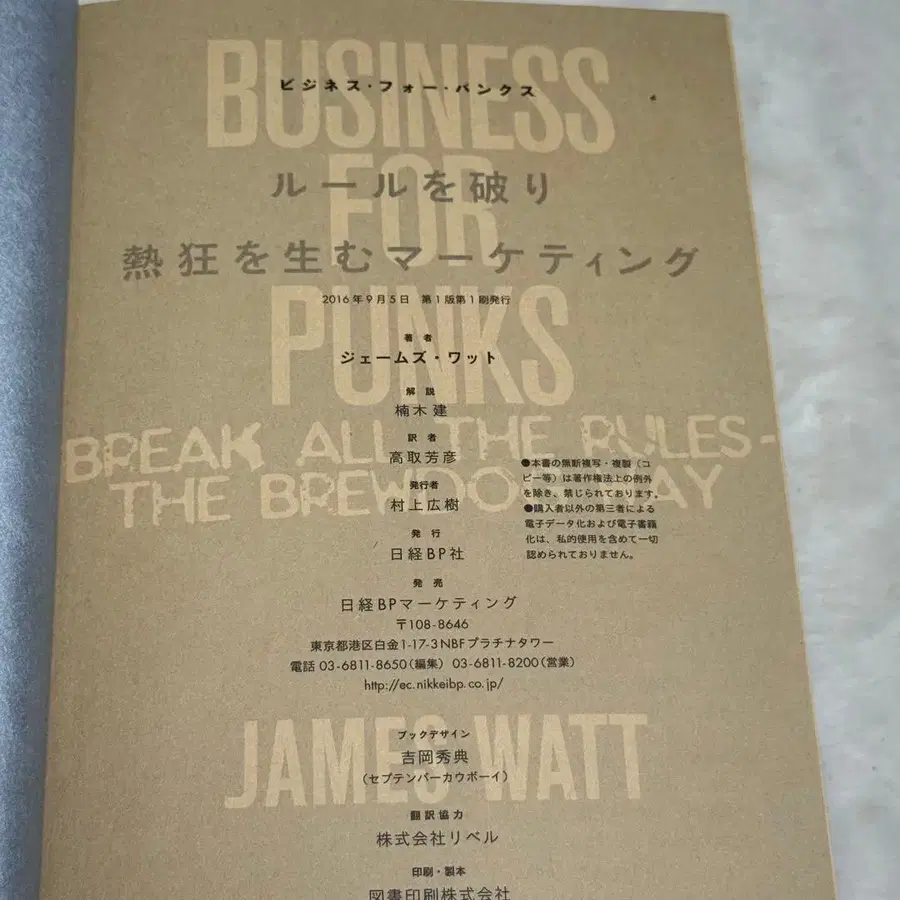 BUSINESS
ビジネス・フォー・パンクス
FOR
ルールを破り
熱狂を生むマーケティング
PUNKS
2016年9月5日　第1版第1刷発行
著者
ジェームズ・ワット
解説
楠木建
BREAK ALL THE RULES-
訳者
高取芳彦
THE BREWDOG WAY
発行者
村上広樹
発行
日経BP社
●本書の無断複写・複製（コ
ピー等）は著作権法上の例外
を除き、禁じられております。
●購入者以外の第三者による
電子データ化および電子書籍
化は、私的使用を含めて一切
認められておりません。
発売
日経BPマーケティング
〒108-8646
東京都港区白金1-17-3 NBFプラチナタワー
電話 03-6811-8650（編集） 03-6811-8200（営業）
http://ec.nikkeibp.co.jp/
JAMES WATT
ブックデザイン
吉岡秀典
（セプテンバーカウボーイ）
翻訳協力
株式会社リベル
印刷・製本
図書印刷株式会社